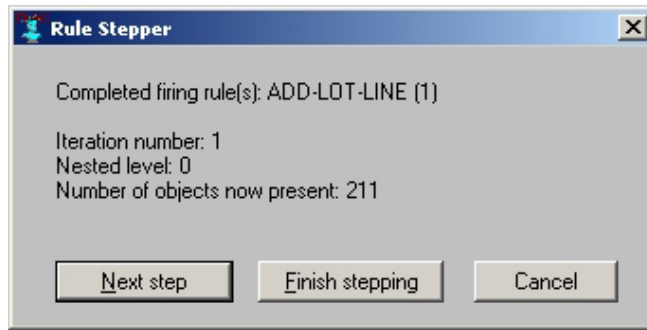 Rule Stepper
Completed firing rule(s): ADD-LOT-LINE (1)
Iteration number: 1
Nested level: 0
Number of objects now present: 211
Next step Finish stepping Cancel